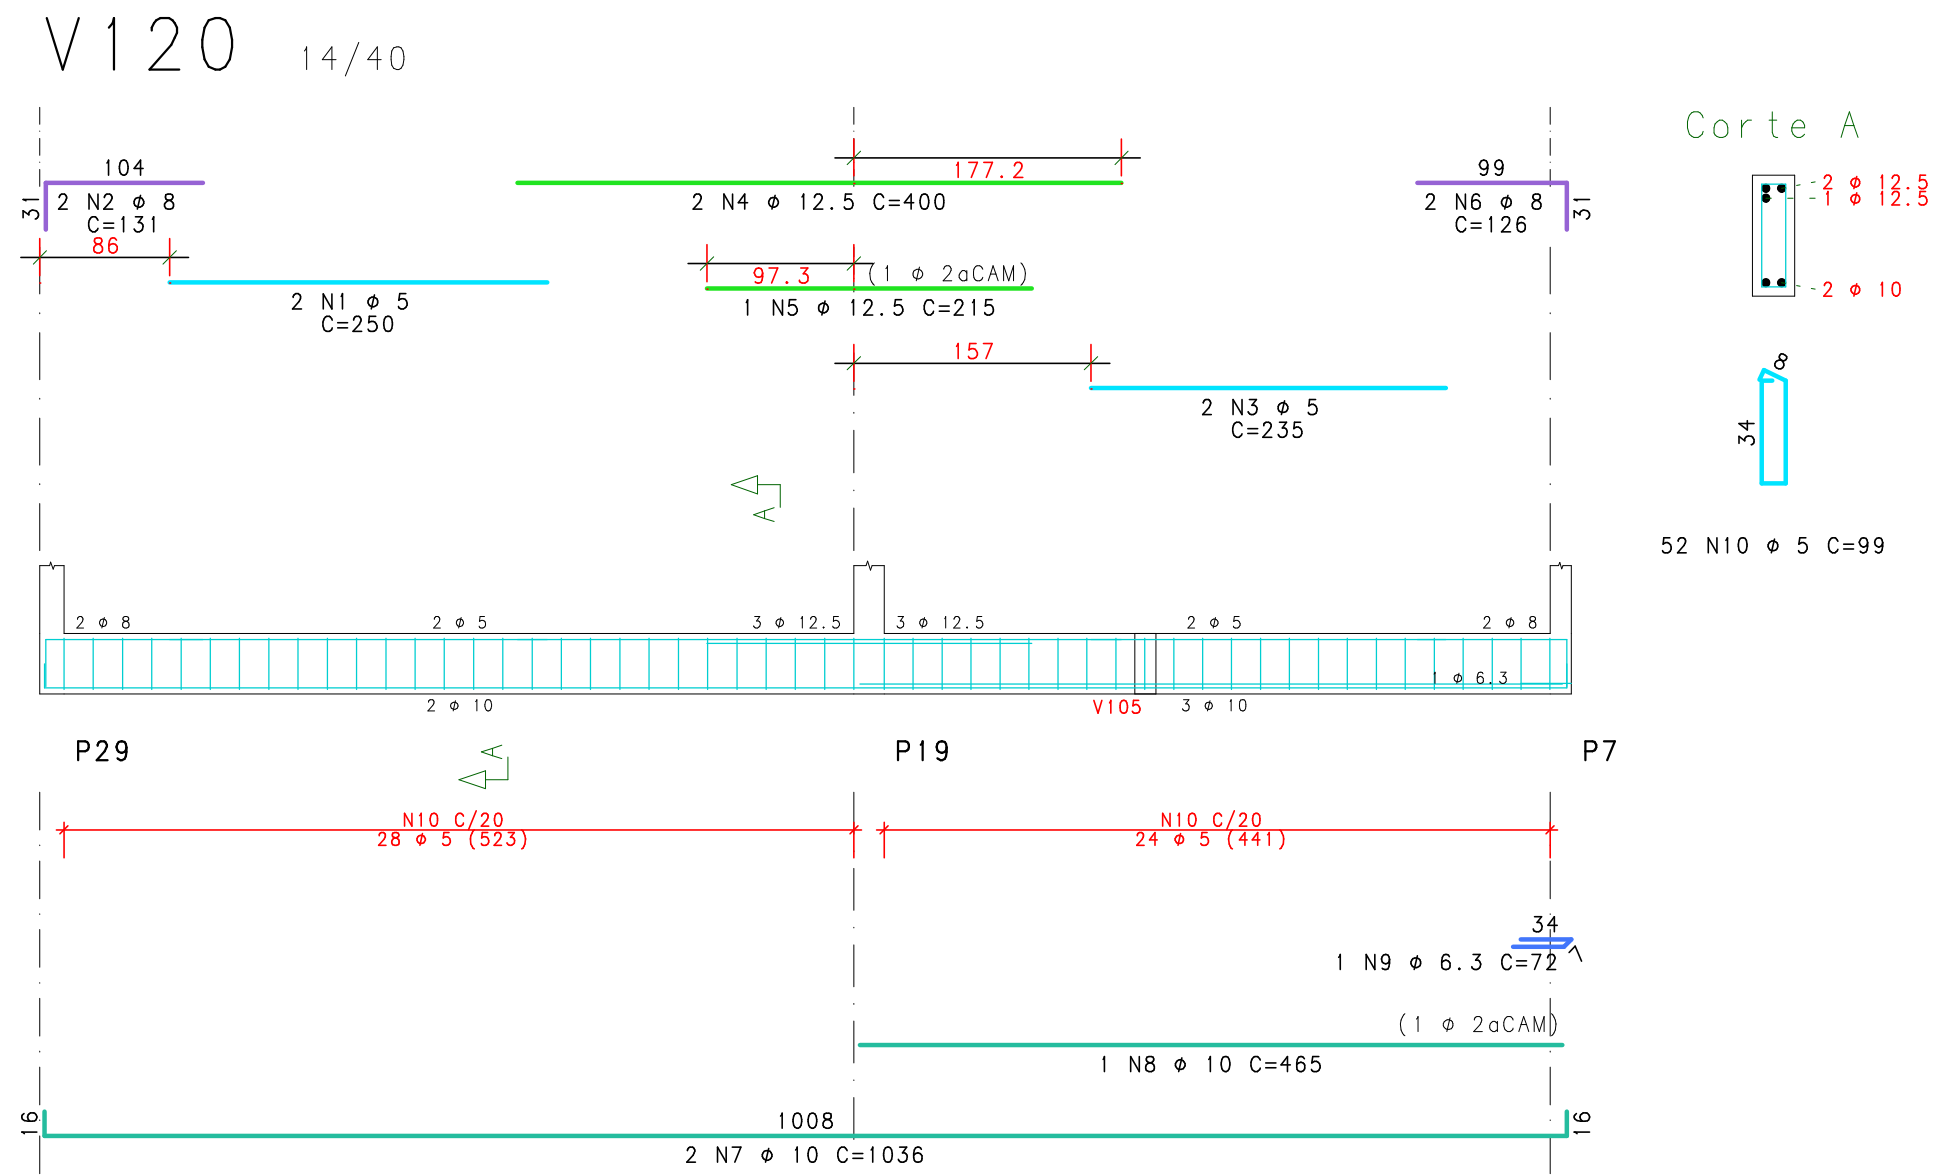 V120 14/40
Corte A
104
31
2 N2 ϕ 8
C=131
86
177.2
2 N4 ϕ 12.5 C=400
99
31
2 N6 ϕ 8
C=126
2 ϕ 12.5
1 ϕ 12.5
2 ϕ 10
2 N1 ϕ 5
C=250
97.3
(1 ϕ 2aCAM)
1 N5 ϕ 12.5 C=215
157
2 N3 ϕ 5
C=235
8
34
52 N10 ϕ 5 C=99
A
2 ϕ 8
2 ϕ 5
3 ϕ 12.5
3 ϕ 12.5
2 ϕ 5
2 ϕ 8
1 ϕ 6.3
2 ϕ 10
V105
3 ϕ 10
P29
A
P19
P7
N10 C/20
28 ϕ 5 (523)
N10 C/20
24 ϕ 5 (441)
34
7
1 N9 ϕ 6.3 C=72
(1 ϕ 2aCAM)
1 N8 ϕ 10 C=465
16
1008
16
2 N7 ϕ 10 C=1036